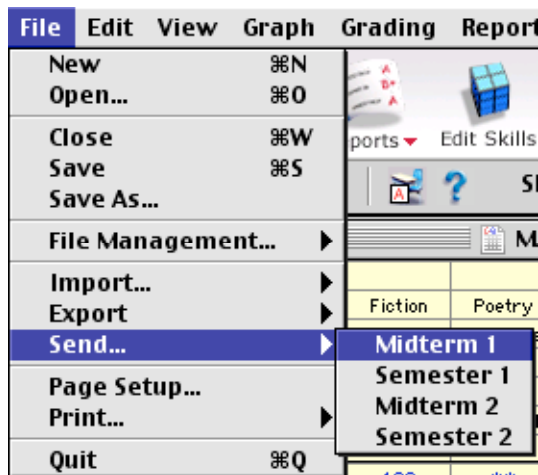 File Edit View Graph Grading Report
New ⌘N
Open... ⌘O
Close ⌘W
Save ⌘S
Save As...
File Management...
Import...
Export
Send...
Page Setup...
Print...
Quit ⌘Q
Midterm 1
Semester 1
Midterm 2
Semester 2
ports Edit Skills
Fiction Poetry